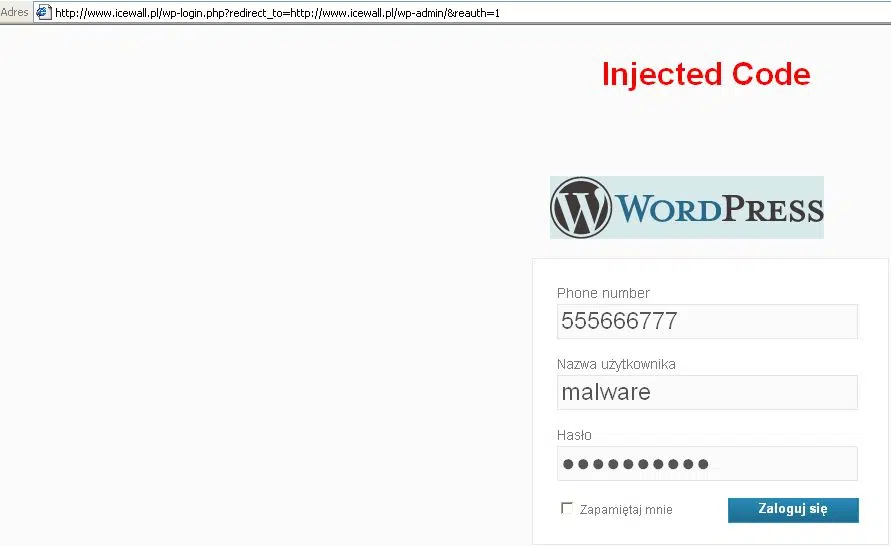 Adres http://www.icewall.pl/wp-login.php?redirect_to=http://www.icewall.pl/wp-admin/&reauth=1
Injected Code
WORDPRESS
Phone number
555666777
Nazwa użytkownika
malware
Hasło
●●●●●●●●●●
Zapamiętaj mnie
Zaloguj się